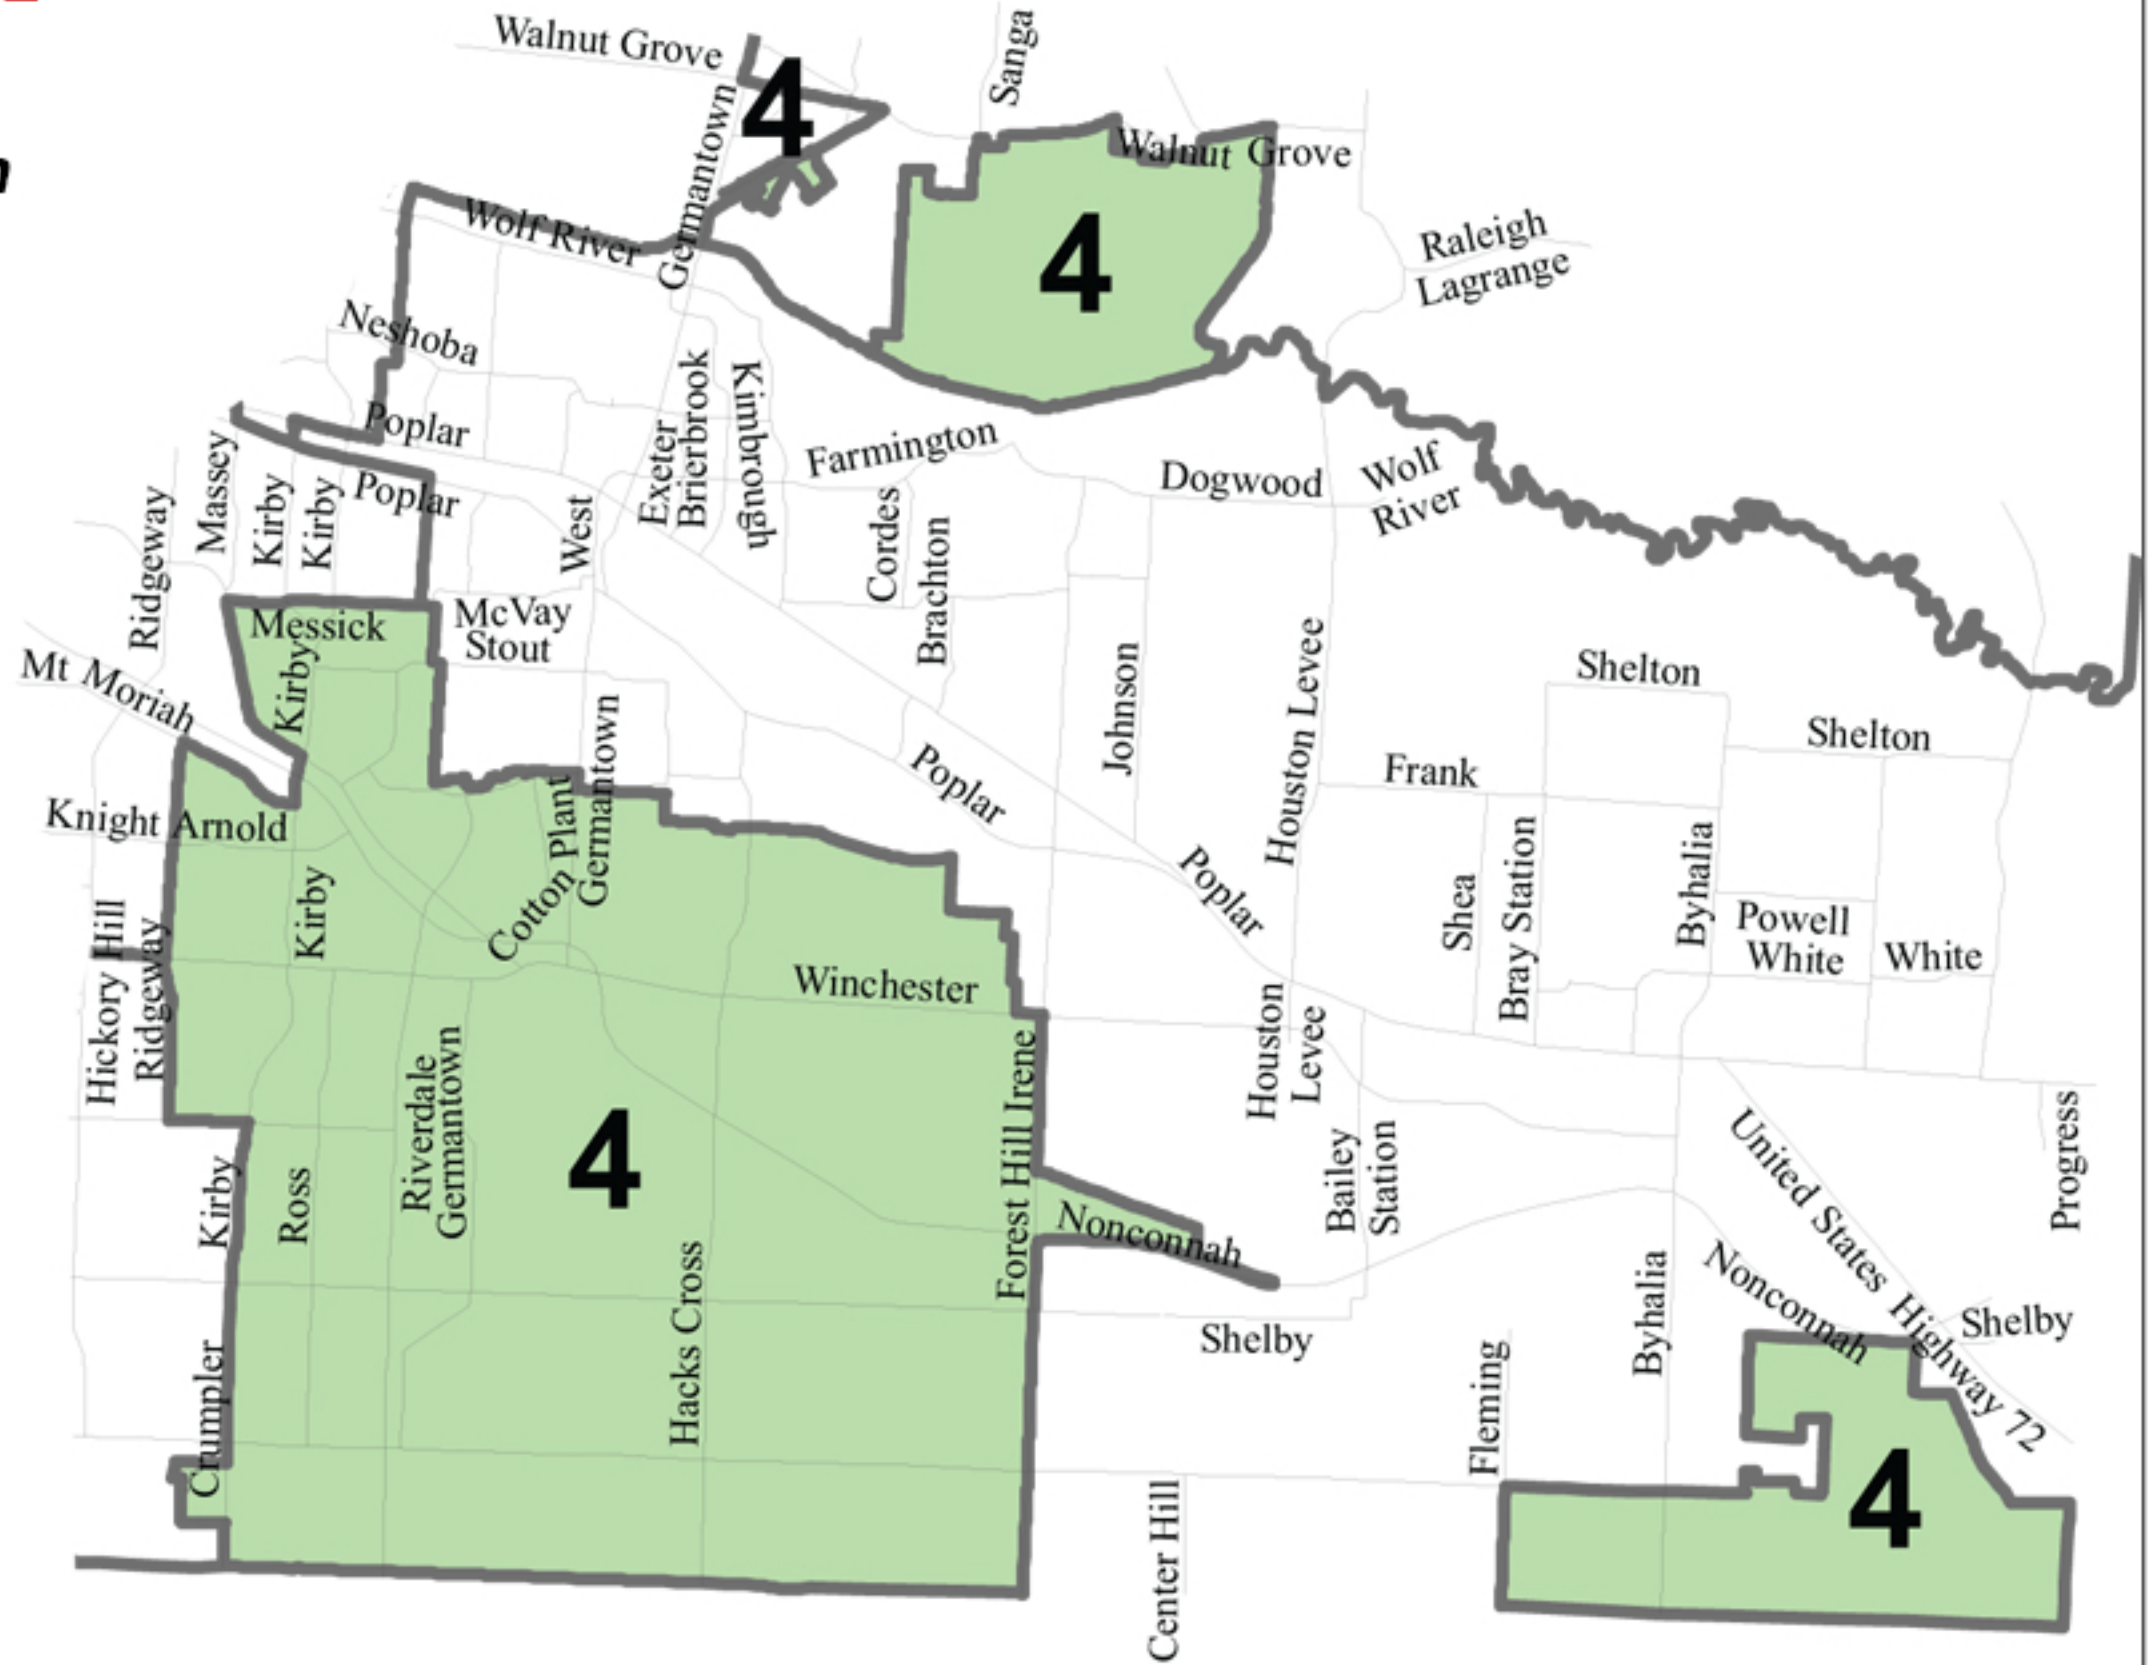 Walnut Grove
Sanga
4
Germantown
Walnut Grove
n
Wolf River
4
Raleigh
Lagrange
Neshoba
Poplar
Massey
Kirby
Kirby
Poplar
Ridgeway
West
Exeter
Brierbrook
Kimbrough
Farmington
Cordes
Brachton
Dogwood
Wolf
River
Messick
McVay
Stout
Kirby
Mt Moriah
Germantown
Johnson
Houston Levee
Shelton
Shelton
Poplar
Frank
Knight Arnold
Cotton Plant
Kirby
Poplar
Shea
Bray Station
Byhalia
Powell
White
White
Hickory Hill
Ridgeway
Winchester
Houston
Levee
Riverdale
Germantown
4
Forest Hill Irene
Bailey
Station
United States Highway 72
Progress
Kirby
Ross
Nonconnah
Hacks Cross
Shelby
Byhalia
Nonconnah
Shelby
Crumpler
Fleming
4
Center Hill